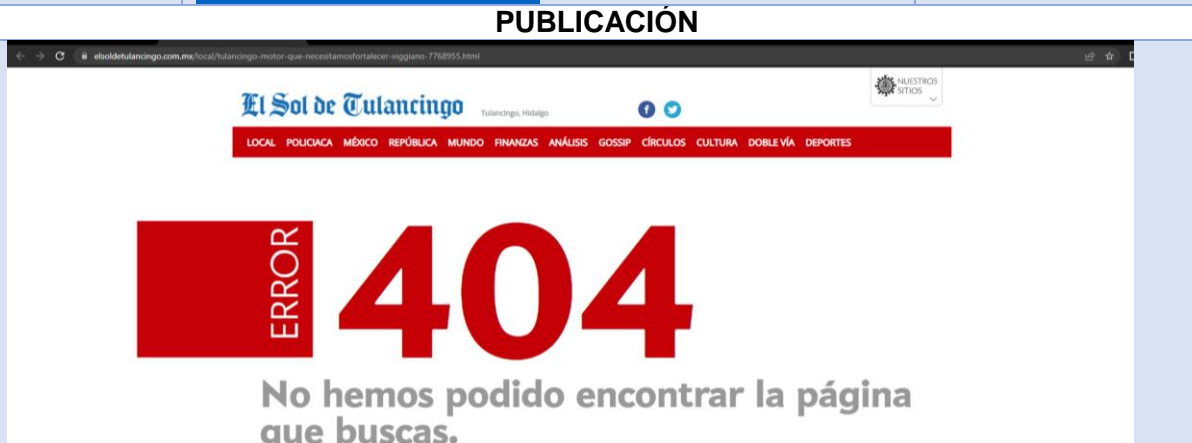 PUBLICACIÓN
elsoldetulancingo.com.mx/local/tulancingo-motor-que-necesitamosfortalecer-viggiano-7768955.html
El Sol de Tulancingo
Tulancingo, Hidalgo
NUESTROS
SITIOS
LOCAL POLICIACA MÉXICO REPÚBLICA MUNDO FINANZAS ANÁLISIS GOSSIP CÍRCULOS CULTURA DOBLE VÍA DEPORTES
ERROR
404
No hemos podido encontrar la página
que buscas.